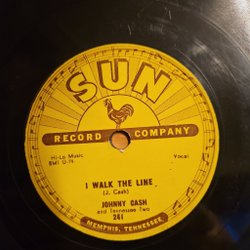 SUN
RECORD COMPANY
Hi-Lo Music
BMI U-74
Vocal
I WALK THE LINE
(J. Cash)
JOHNNY CASH
and Tennessee Two
241
MEMPHIS, TENNESSEE